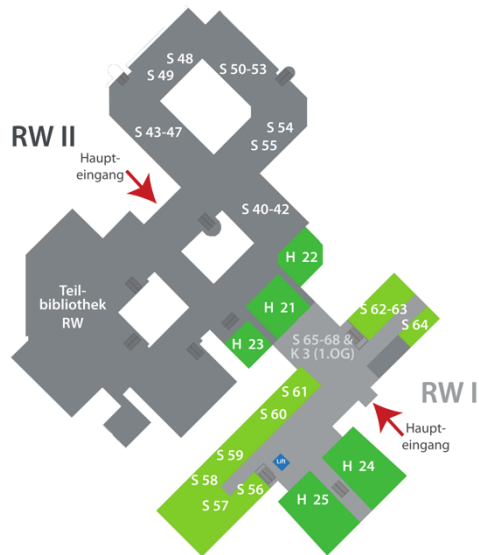 S 48
S 49
S 50-53
S 43-47
S 54
S 55
RW II
Haupt-
eingang
S 40-42
H 22
Teil-
bibliothek
RW
H 21
H 23
S 62-63
S 64
S 65-68 &
K 3 (1.OG)
S 61
S 60
RW I
Haupt-
eingang
S 59
S 58
S 57
S 56
Lift
H 24
H 25